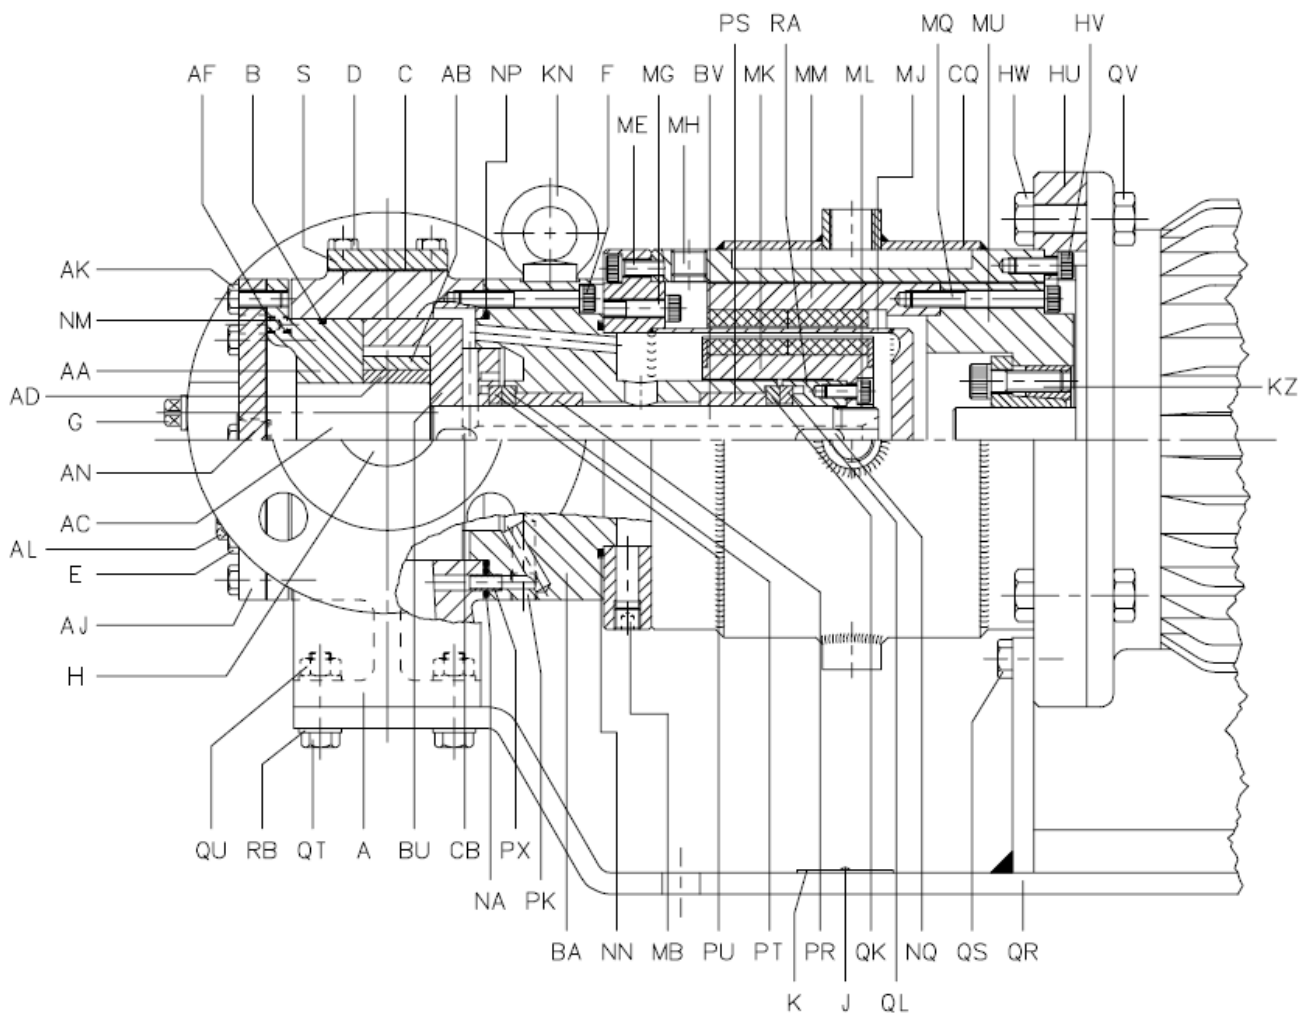 PS RA MQ MU HV
AF B S D C AB NP KN F MG BV MK MM ML MJ CQ HW HU QV
ME MH
AK
NM
AA
KZ
AD
G
AN
AC
AL
E
AJ
H
QU RB QT A BU CB PX
NA PK
BA NN MB PU PT PR QK NQ QS QR
K J QL